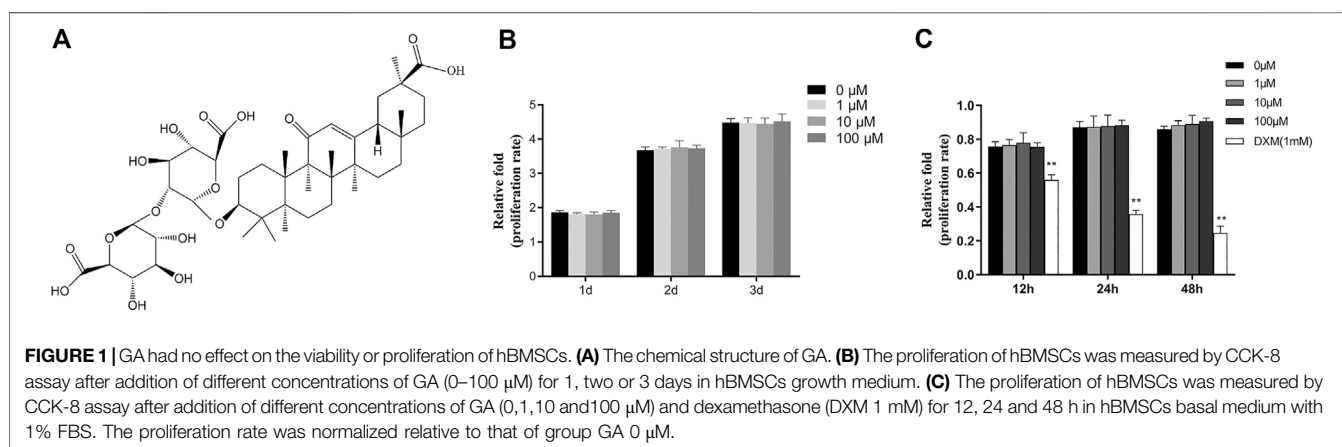 A
B
C
O
OH
O
H
O
OH
HO
HO
O
O
O
O
O
OH
O
HO
HO
OH
OH
Relative fold
(proliferation rate)
5
4
3
2
1
0
1d
2d
3d
0 μM
1 μM
10 μM
100 μM
Relative fold
(proliferation rate)
1.0
0.8
0.6
0.4
0.2
0.0
**
**
**
12h
24h
48h
0μM
1μM
10μM
100μM
DXM(1mM)
FIGURE 1 | GA had no effect on the viability or proliferation of hBMSCs. (A) The chemical structure of GA. (B) The proliferation of hBMSCs was measured by CCK-8
assay after addition of different concentrations of GA (0–100 μM) for 1, two or 3 days in hBMSCs growth medium. (C) The proliferation of hBMSCs was measured by
CCK-8 assay after addition of different concentrations of GA (0,1,10 and100 μM) and dexamethasone (DXM 1 mM) for 12, 24 and 48 h in hBMSCs basal medium with
1% FBS. The proliferation rate was normalized relative to that of group GA 0 μM.